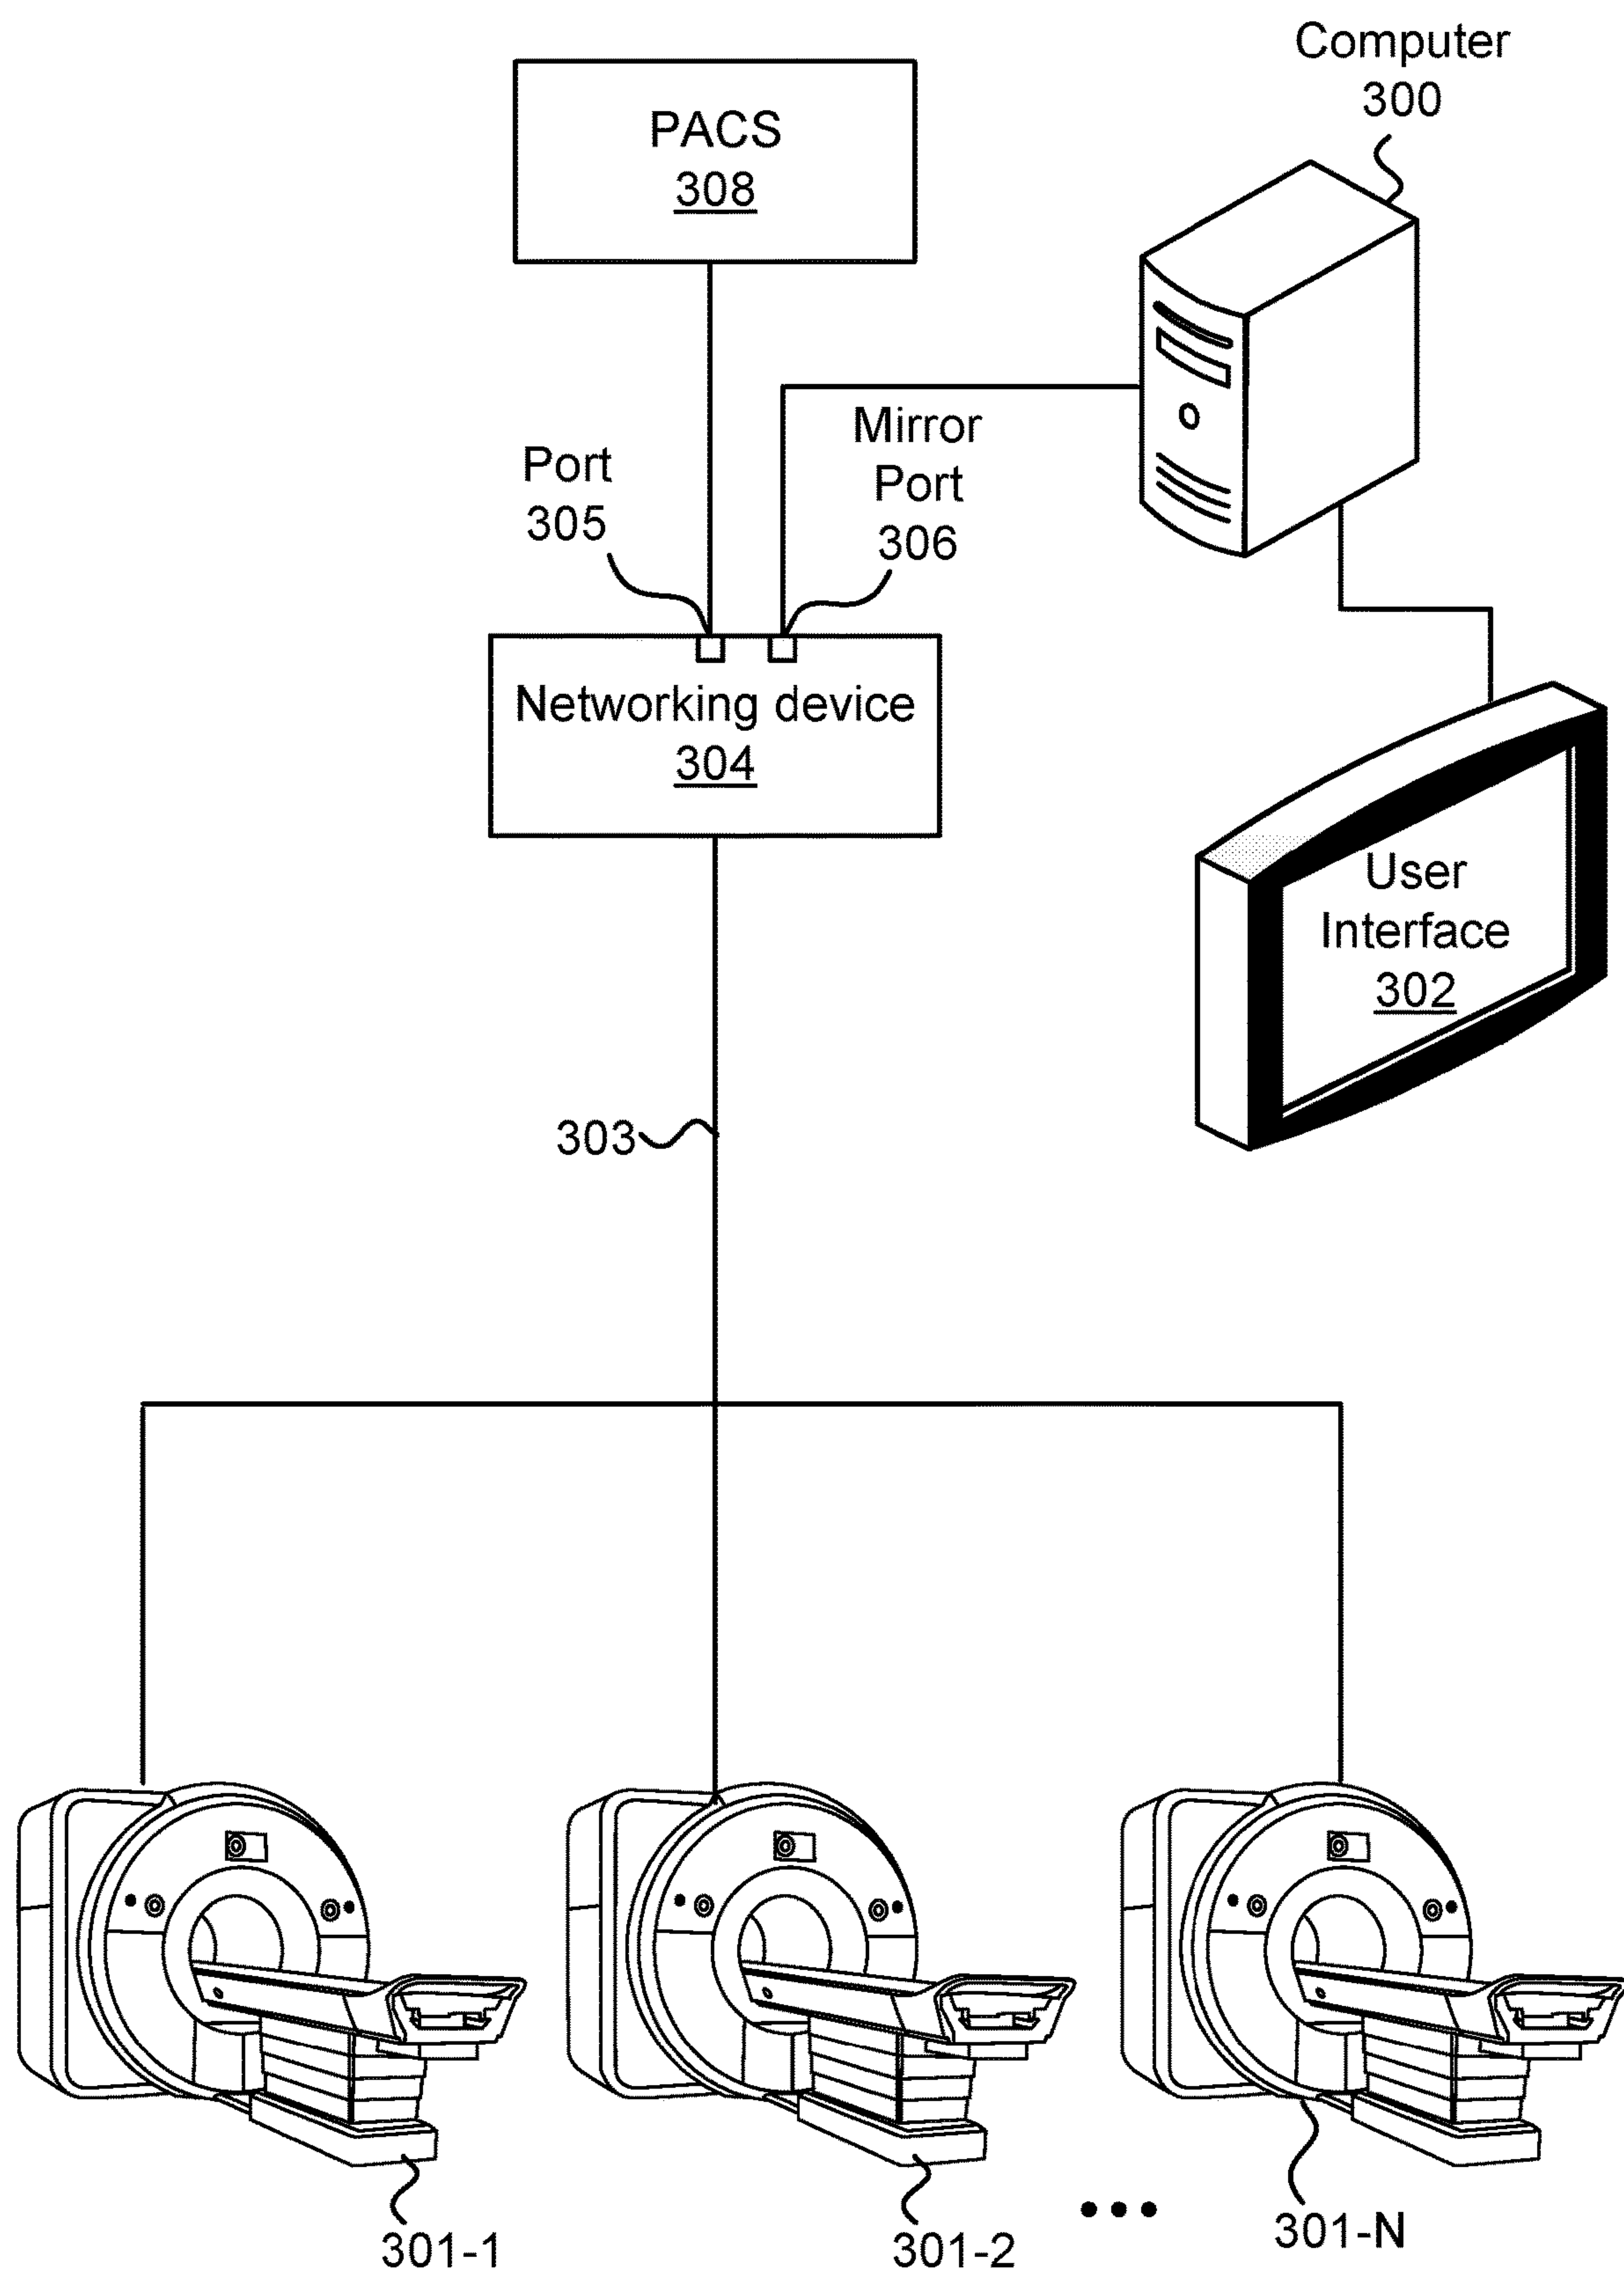 Computer
300
PACS
308
Mirror
Port
306
Port
305
Networking device
304
User
Interface
302
303
301-1
301-2
...
301-N